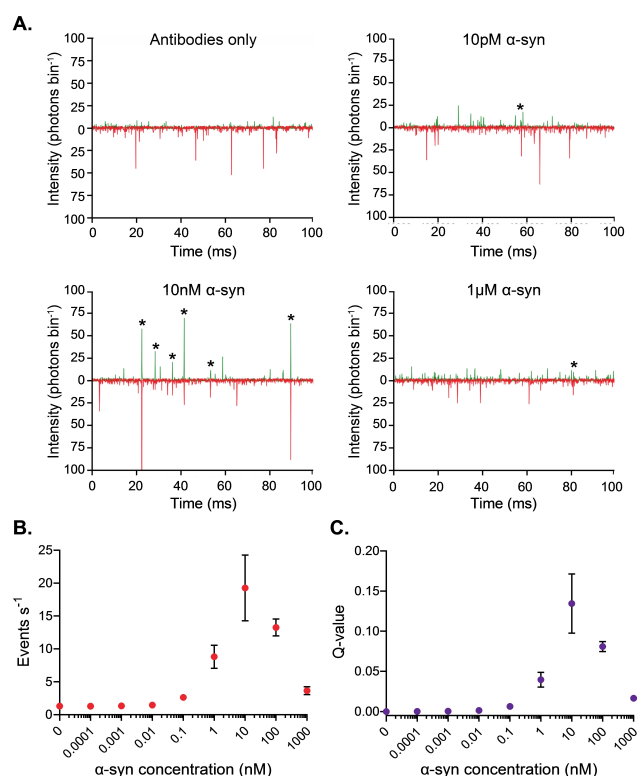 A.
Antibodies only
Intensity (photons bin⁻¹)
100
75
50
25
0
25
50
75
100
0 20 40 60 80 100
Time (ms)
10pM α-syn
*
Intensity (photons bin⁻¹)
100
75
50
25
0
25
50
75
100
0 20 40 60 80 100
Time (ms)
10nM α-syn
* * * * * *
Intensity (photons bin⁻¹)
100
75
50
25
0
25
50
75
100
0 20 40 60 80 100
Time (ms)
1µM α-syn
*
Intensity (photons bin⁻¹)
100
75
50
25
0
25
50
75
100
0 20 40 60 80 100
Time (ms)
B.
Events s⁻¹
25
20
15
10
5
0
0 0.0001 0.001 0.01 0.1 1 10 100 1000
α-syn concentration (nM)
C.
Q-value
0.20
0.15
0.10
0.05
0.00
0 0.0001 0.001 0.01 0.1 1 10 100 1000
α-syn concentration (nM)